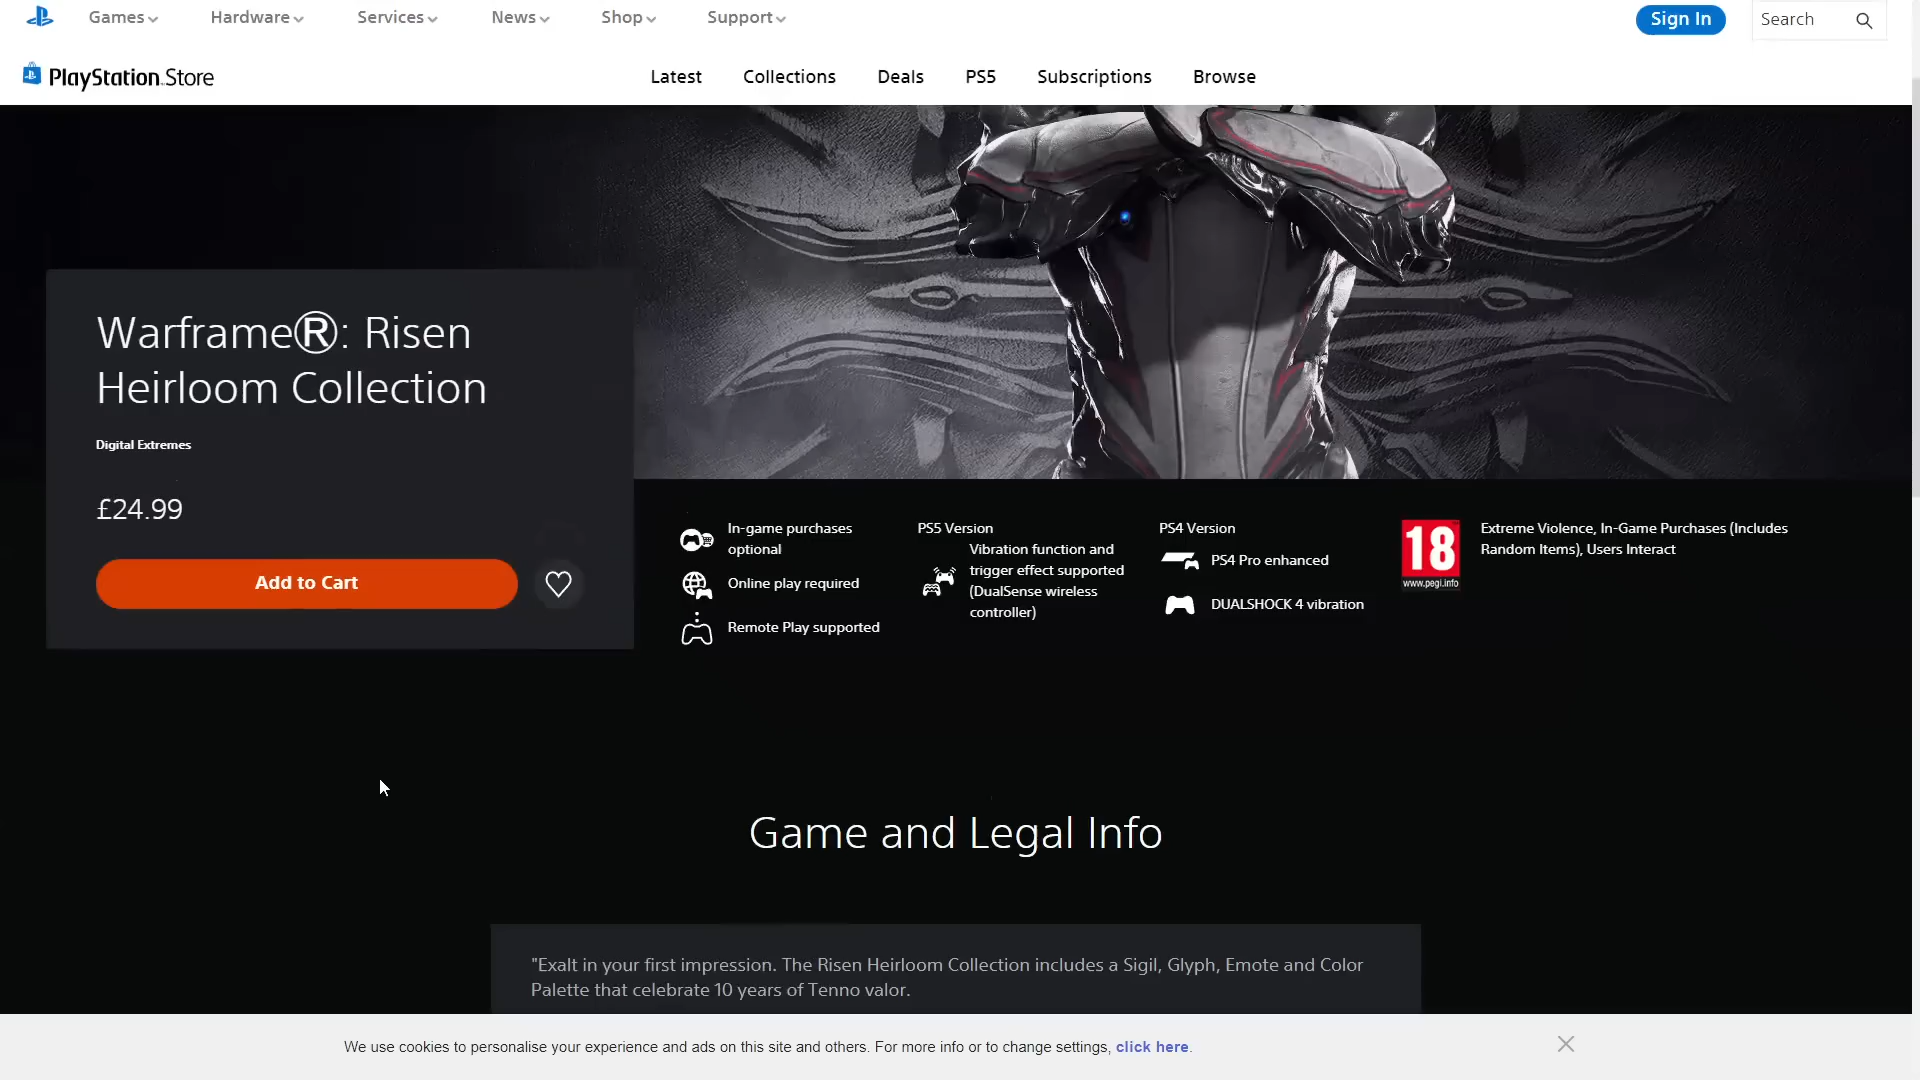 Games
Hardware
Services
News
Shop
Support
Sign In
Search
PlayStation.Store
Latest
Collections
Deals
PS5
Subscriptions
Browse
Warframe®: Risen
Heirloom Collection
Digital Extremes
£24.99
Add to Cart
In-game purchases
optional
Online play required
Remote Play supported
PS5 Version
Vibration function and
trigger effect supported
(DualSense wireless
controller)
PS4 Version
PS4 Pro enhanced
DUALSHOCK 4 vibration
18
www.pegi.info
Extreme Violence, In-Game Purchases (Includes
Random Items), Users Interact
Game and Legal Info
"Exalt in your first impression. The Risen Heirloom Collection includes a Sigil, Glyph, Emote and Color
Palette that celebrate 10 years of Tenno valor.
We use cookies to personalise your experience and ads on this site and others. For more info or to change settings, click here.